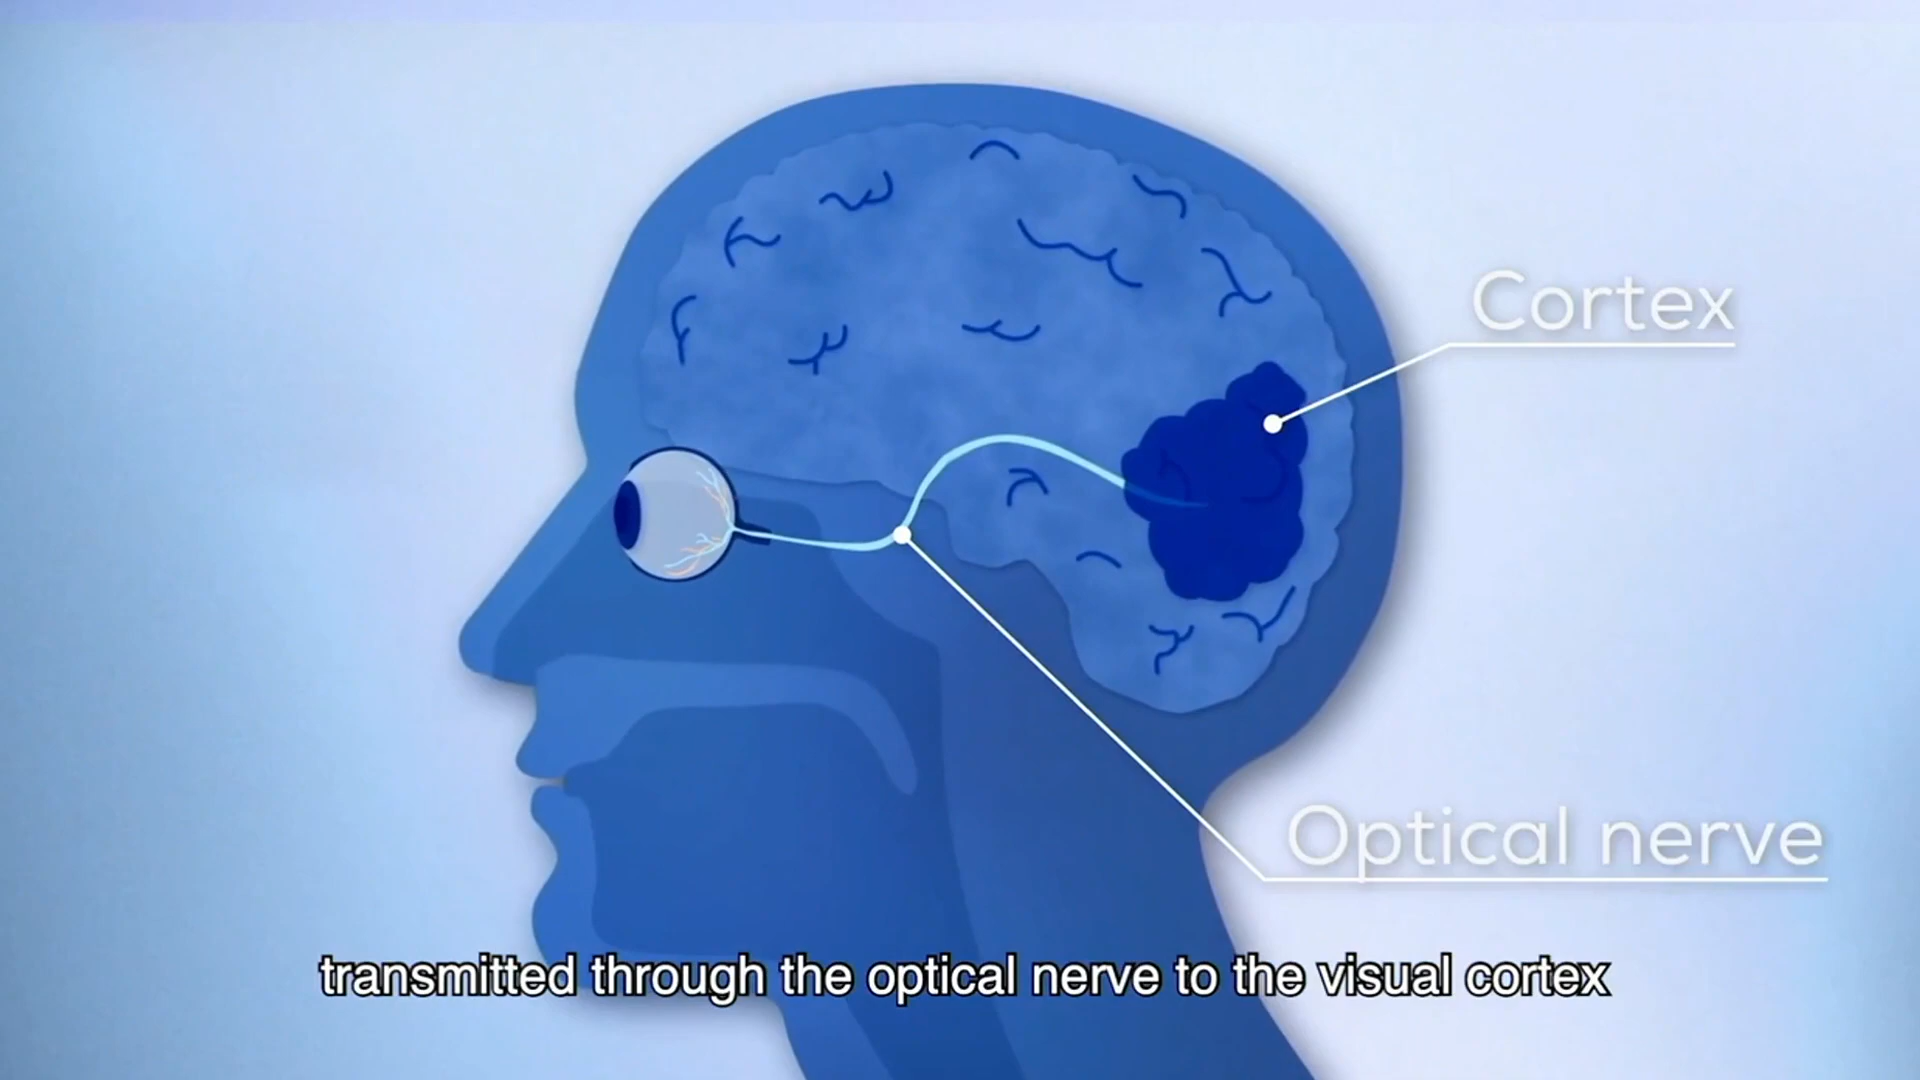 Cortex
Optical nerve
transmitted through the optical nerve to the visual cortex